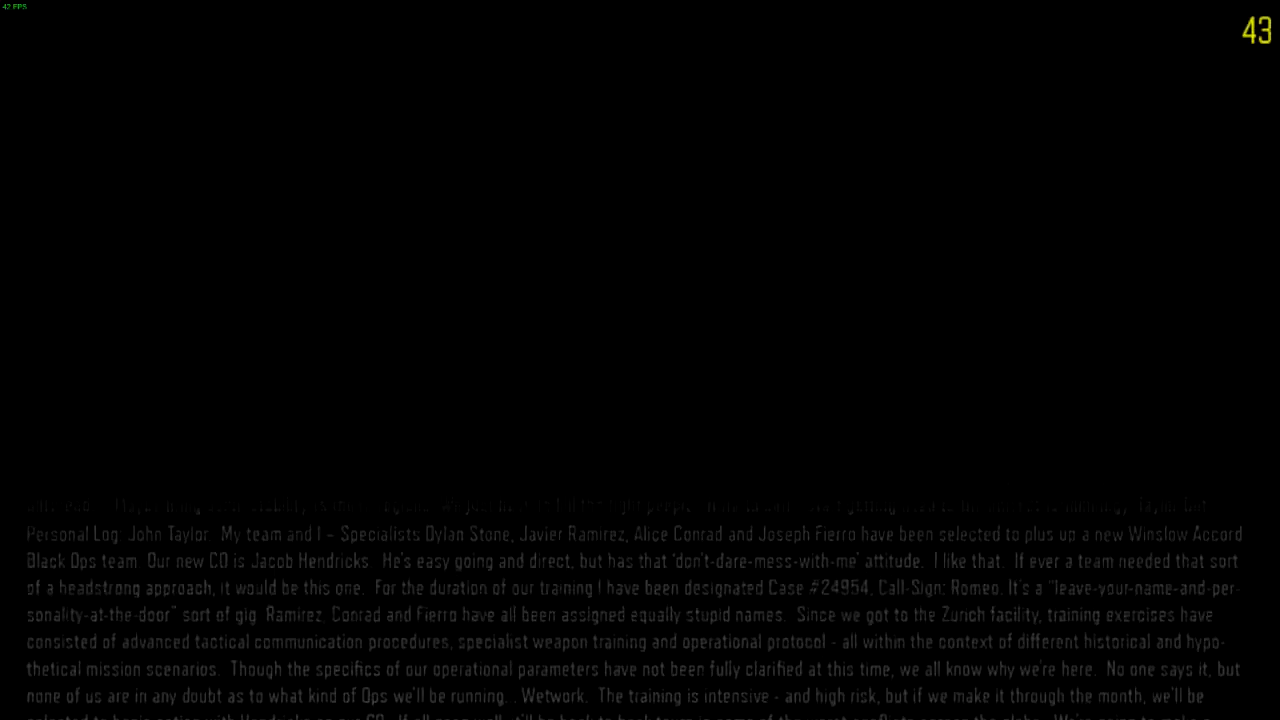 42 FPS
43
Personal Log: John Taylor. My team and I – Specialists Dylan Stone, Javier Ramirez, Alice Conrad and Joseph Fierro have been selected to plus up a new Winslow Accord
Black Ops team. Our new CO is Jacob Hendricks. He's easy going and direct, but has that 'don't-dare-mess-with-me' attitude. I like that. If ever a team needed that sort
of a headstrong approach, it would be this one. For the duration of our training I have been designated Case #24954, Call-Sign: Romeo. It's a "leave-your-name-and-per-
sonality-at-the-door" sort of gig. Ramirez, Conrad and Fierro have all been assigned equally stupid names. Since we got to the Zurich facility, training exercises have
consisted of advanced tactical communication procedures, specialist weapon training and operational protocol - all within the context of different historical and hypo-
thetical mission scenarios. Though the specifics of our operational parameters have not been fully clarified at this time, we all know why we're here. No one says it, but
none of us are in any doubt as to what kind of Ops we'll be running... Wetwork. The training is intensive - and high risk, but if we make it through the month, we'll be